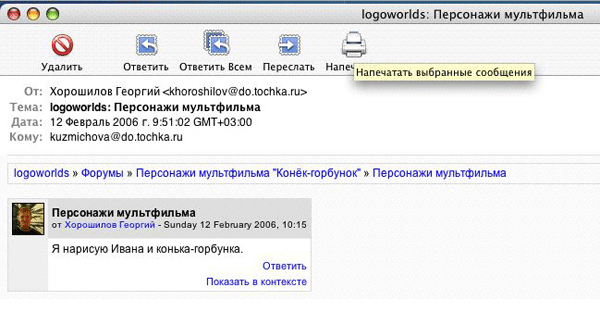 logoworlds: Персонажи мультфильма
Удалить Ответить Ответить Всем Переслать Напеч
Напечатать выбранные сообщения
От: Хорошилов Георгий <khoroshilov@do.tochka.ru>
Тема: logoworlds: Персонажи мультфильма
Дата: 12 Февраль 2006 г. 9:51:02 GMT+03:00
Кому: kuzmichova@do.tochka.ru
logoworlds » Форумы » Персонажи мультфильма "Конёк-горбунок" » Персонажи мультфильма
Персонажи мультфильма
от Хорошилов Георгий - Sunday 12 February 2006, 10:15
Я нарисую Ивана и конька-горбунка.
Ответить
Показать в контексте